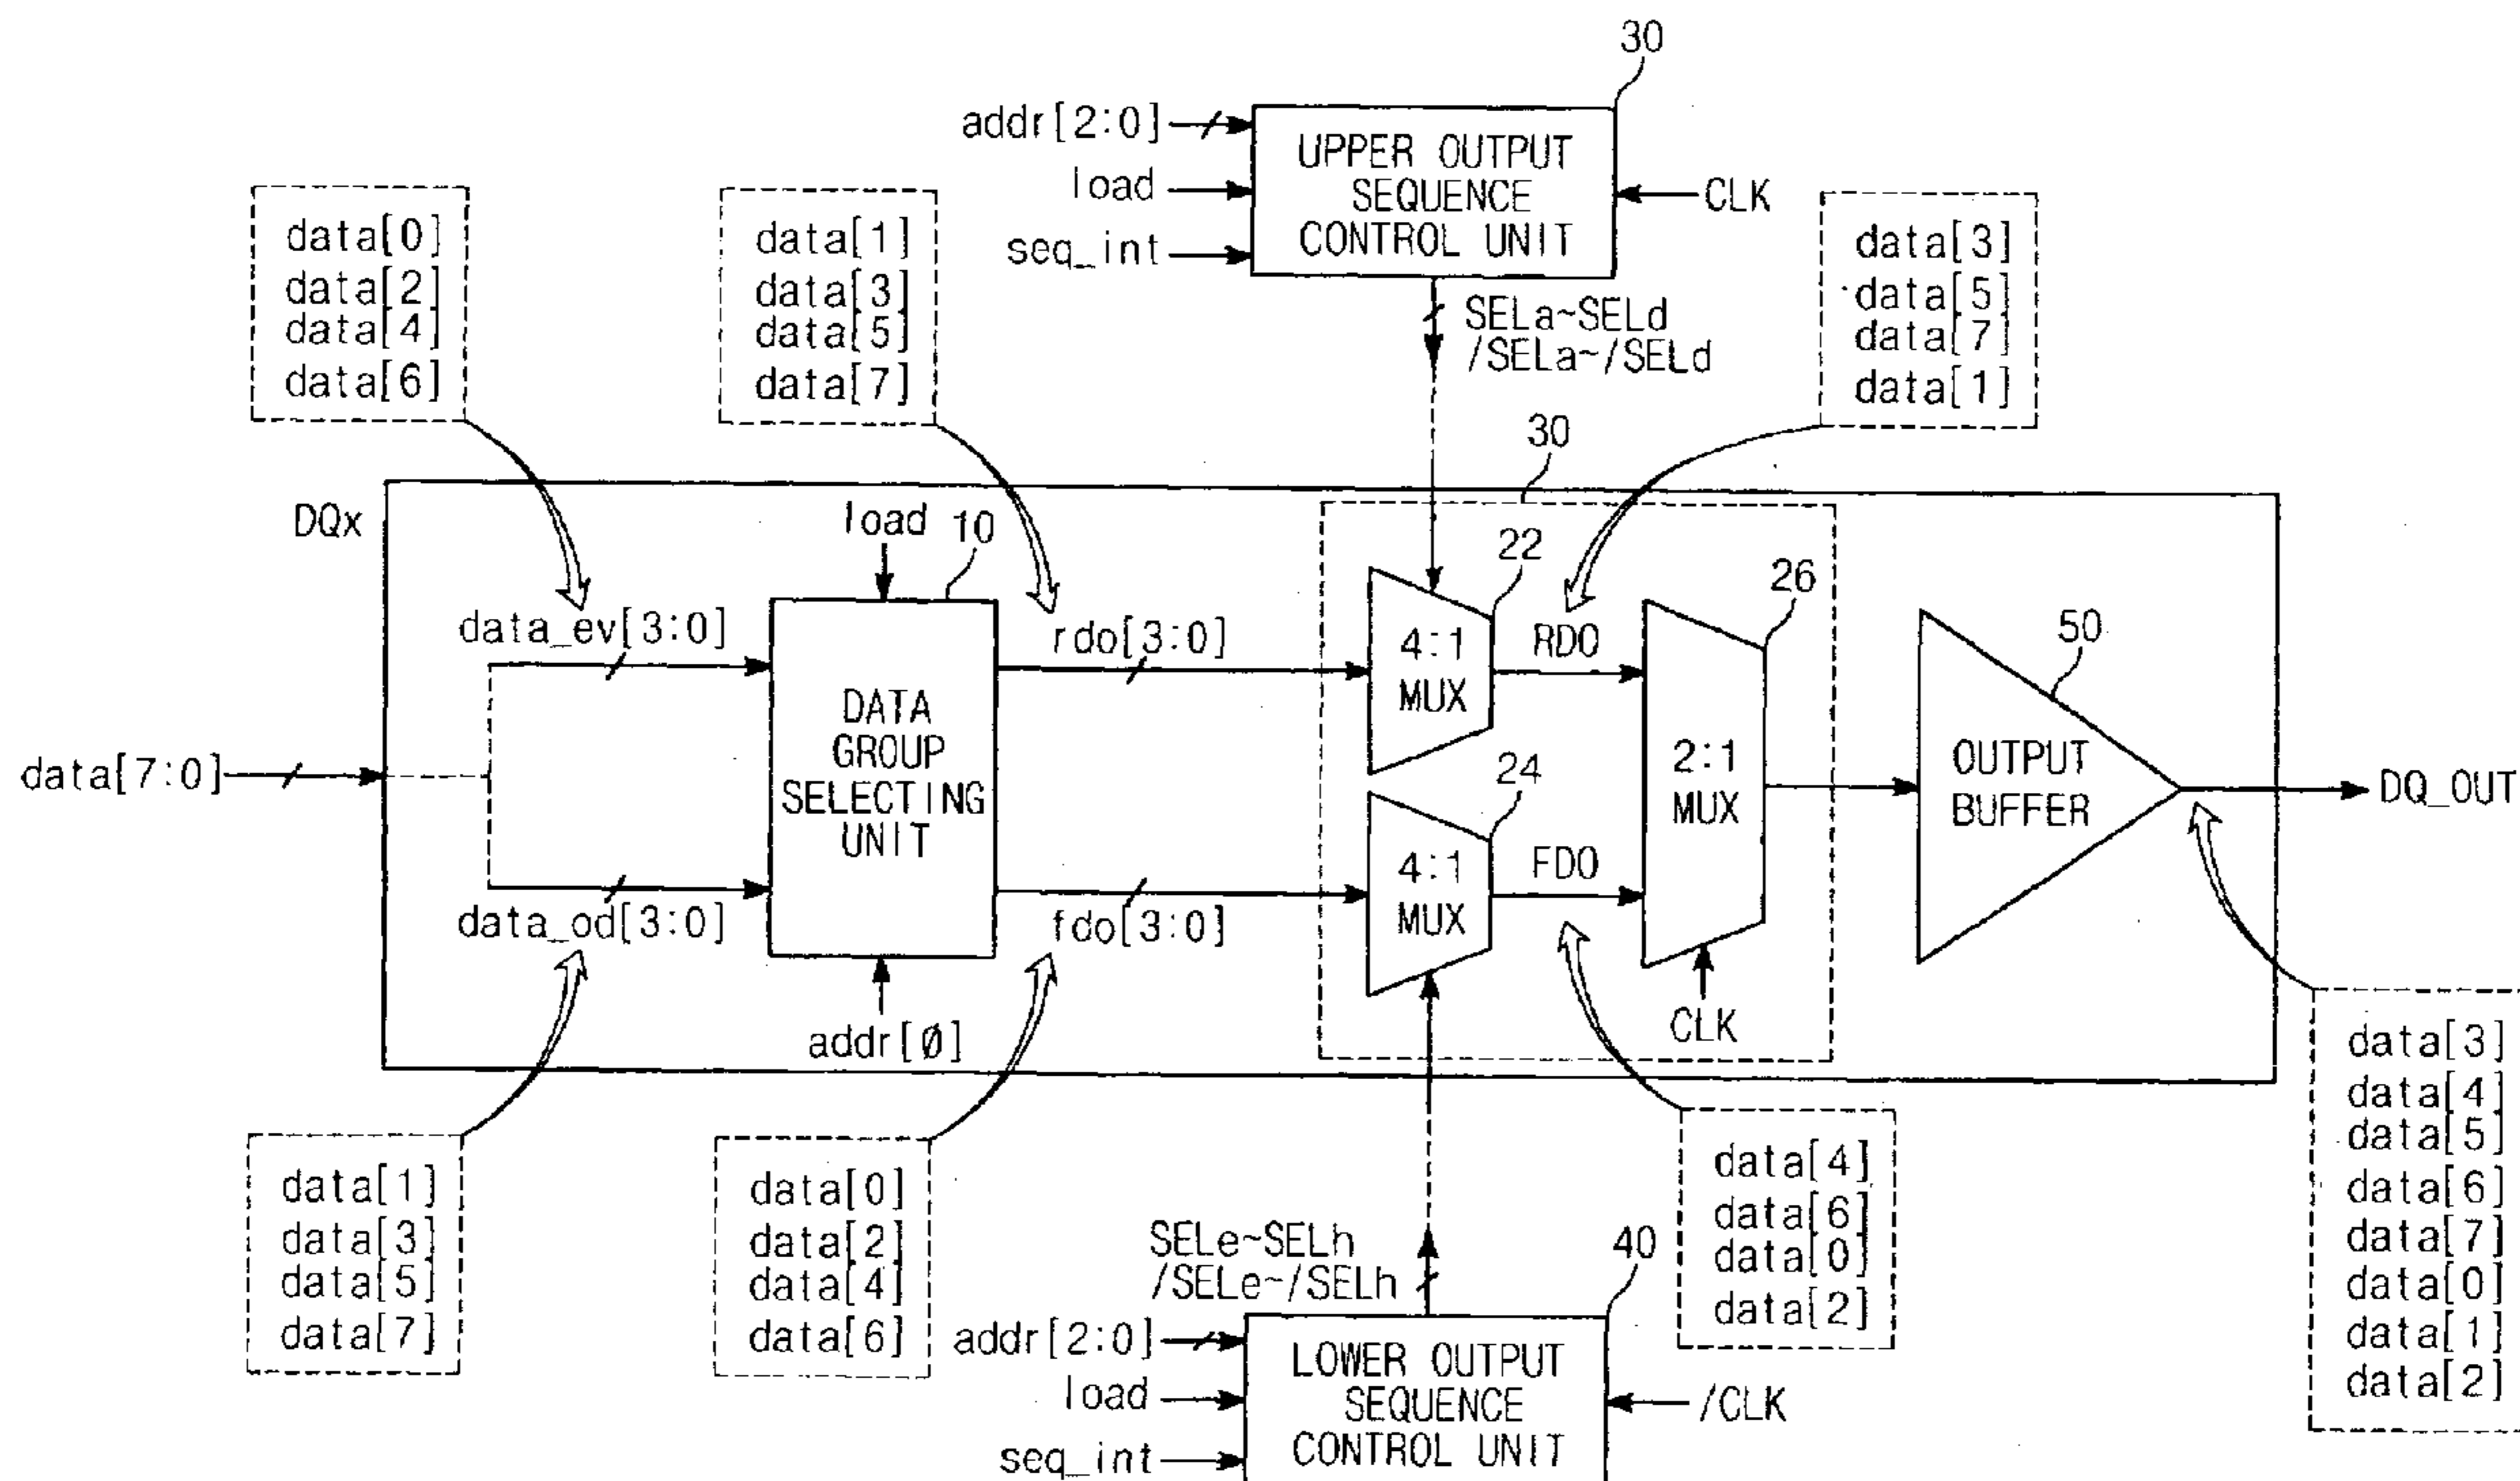 30
addr[2:0]
load
seq_int
UPPER OUTPUT
SEQUENCE
CONTROL UNIT
CLK
data[0]
data[2]
data[4]
data[6]
data[1]
data[3]
data[5]
data[7]
SELa~SELd
/SELa~/SELd
data[3]
data[5]
data[7]
data[1]
30
DQx
load
10
22
26
50
data_ev[3:0]
rdo[3:0]
4:1
MUX
RDO
data[7:0]
DATA
GROUP
SELECTING
UNIT
24
2:1
MUX
OUTPUT
BUFFER
DQ_OUT
data_od[3:0]
fdo[3:0]
4:1
MUX
FDO
addr[0]
CLK
data[1]
data[3]
data[5]
data[7]
data[0]
data[2]
data[4]
data[6]
data[4]
data[6]
data[0]
data[2]
data[3]
data[4]
data[5]
data[6]
data[7]
data[0]
data[1]
data[2]
SELe~SELh
/SELe~/SELh
40
addr[2:0]
load
seq_int
LOWER OUTPUT
SEQUENCE
CONTROL UNIT
/CLK